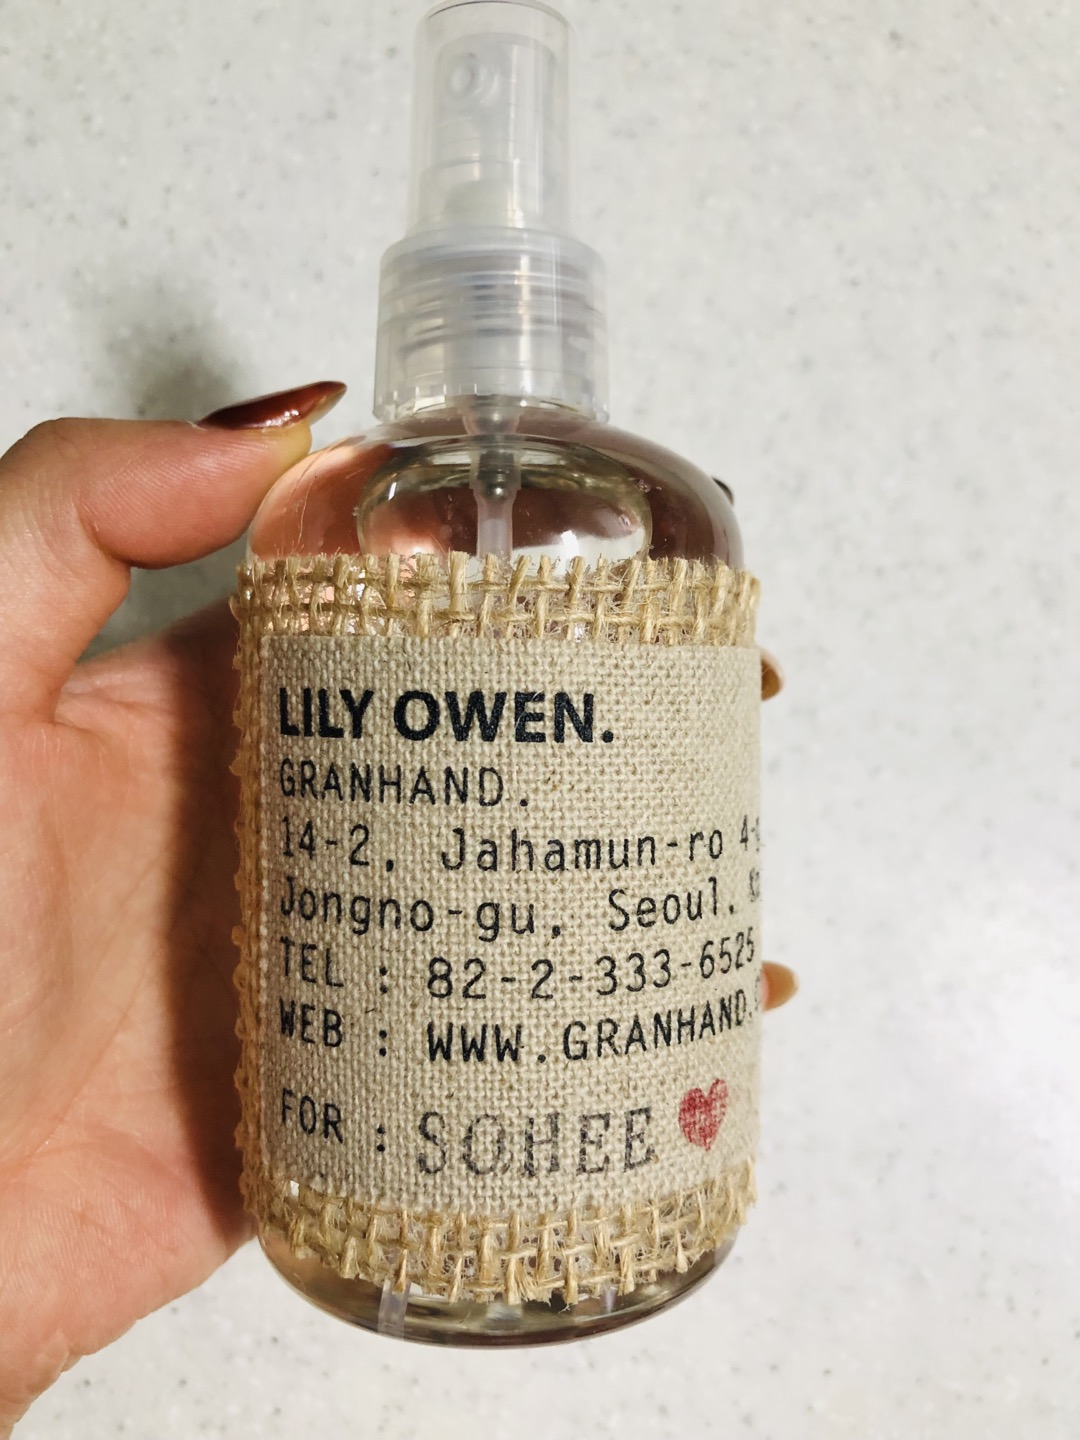 LILY OWEN.
GRANHAND.
14-2, Jahamun-ro
Jongno-gu, Seoul.
TEL : 82-2-333-6525
WEB : WWW.GRANHAND.
FOR : SOHEE